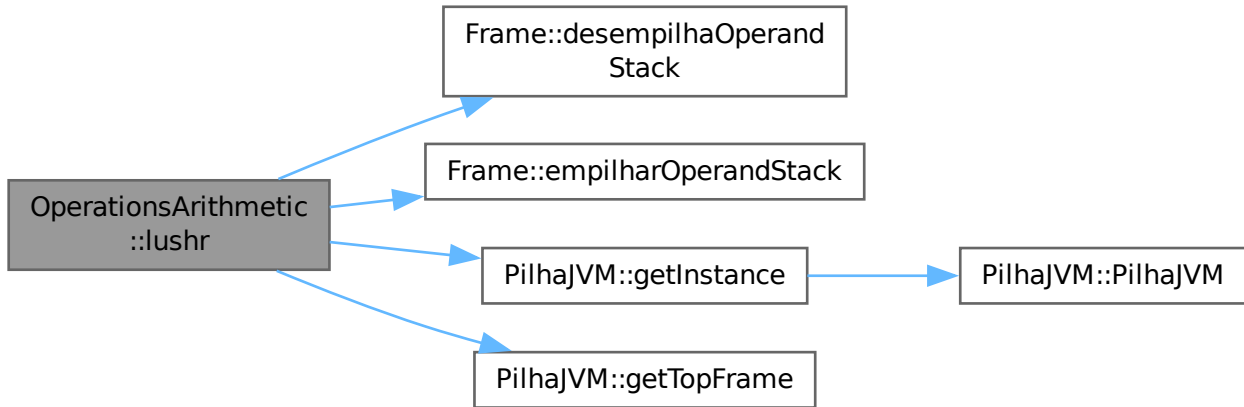 Frame::desempilhaOperand
Stack
Frame::empilharOperandStack
OperationsArithmetic
::lushr
PilhaJVM::getInstance
PilhaJVM::PilhaJVM
PilhaJVM::getTopFrame